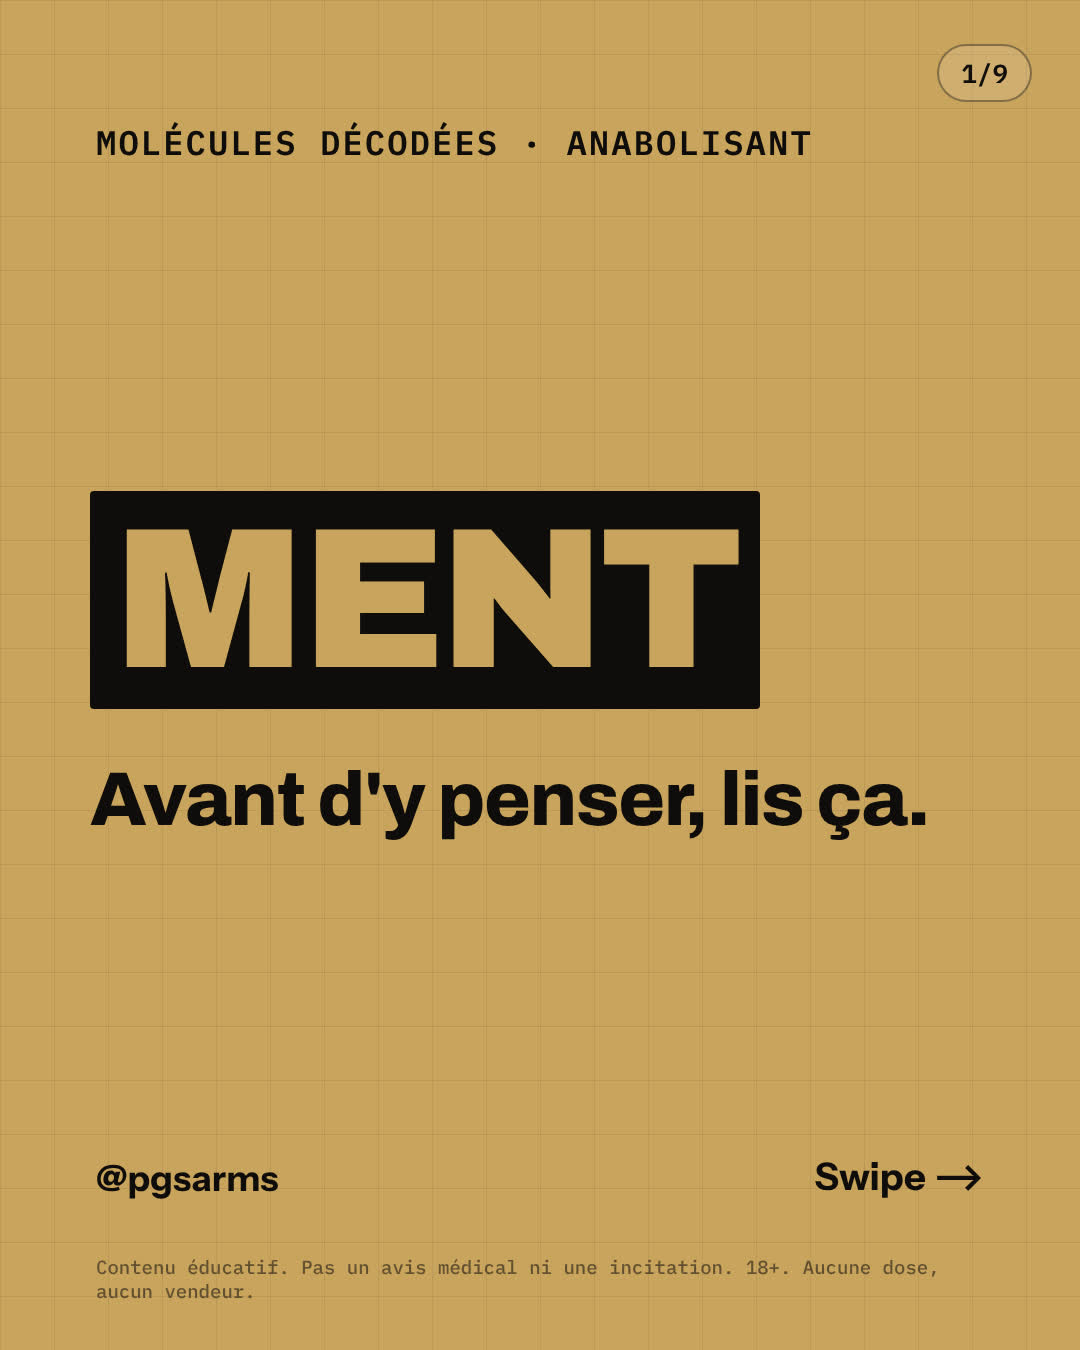 1/9
MOLÉCULES DÉCODÉES · ANABOLISANT
MENT
Avant d'y penser, lis ça.
@pgsarms
Swipe →
Contenu éducatif. Pas un avis médical ni une incitation. 18+. Aucune dose,
aucun vendeur.